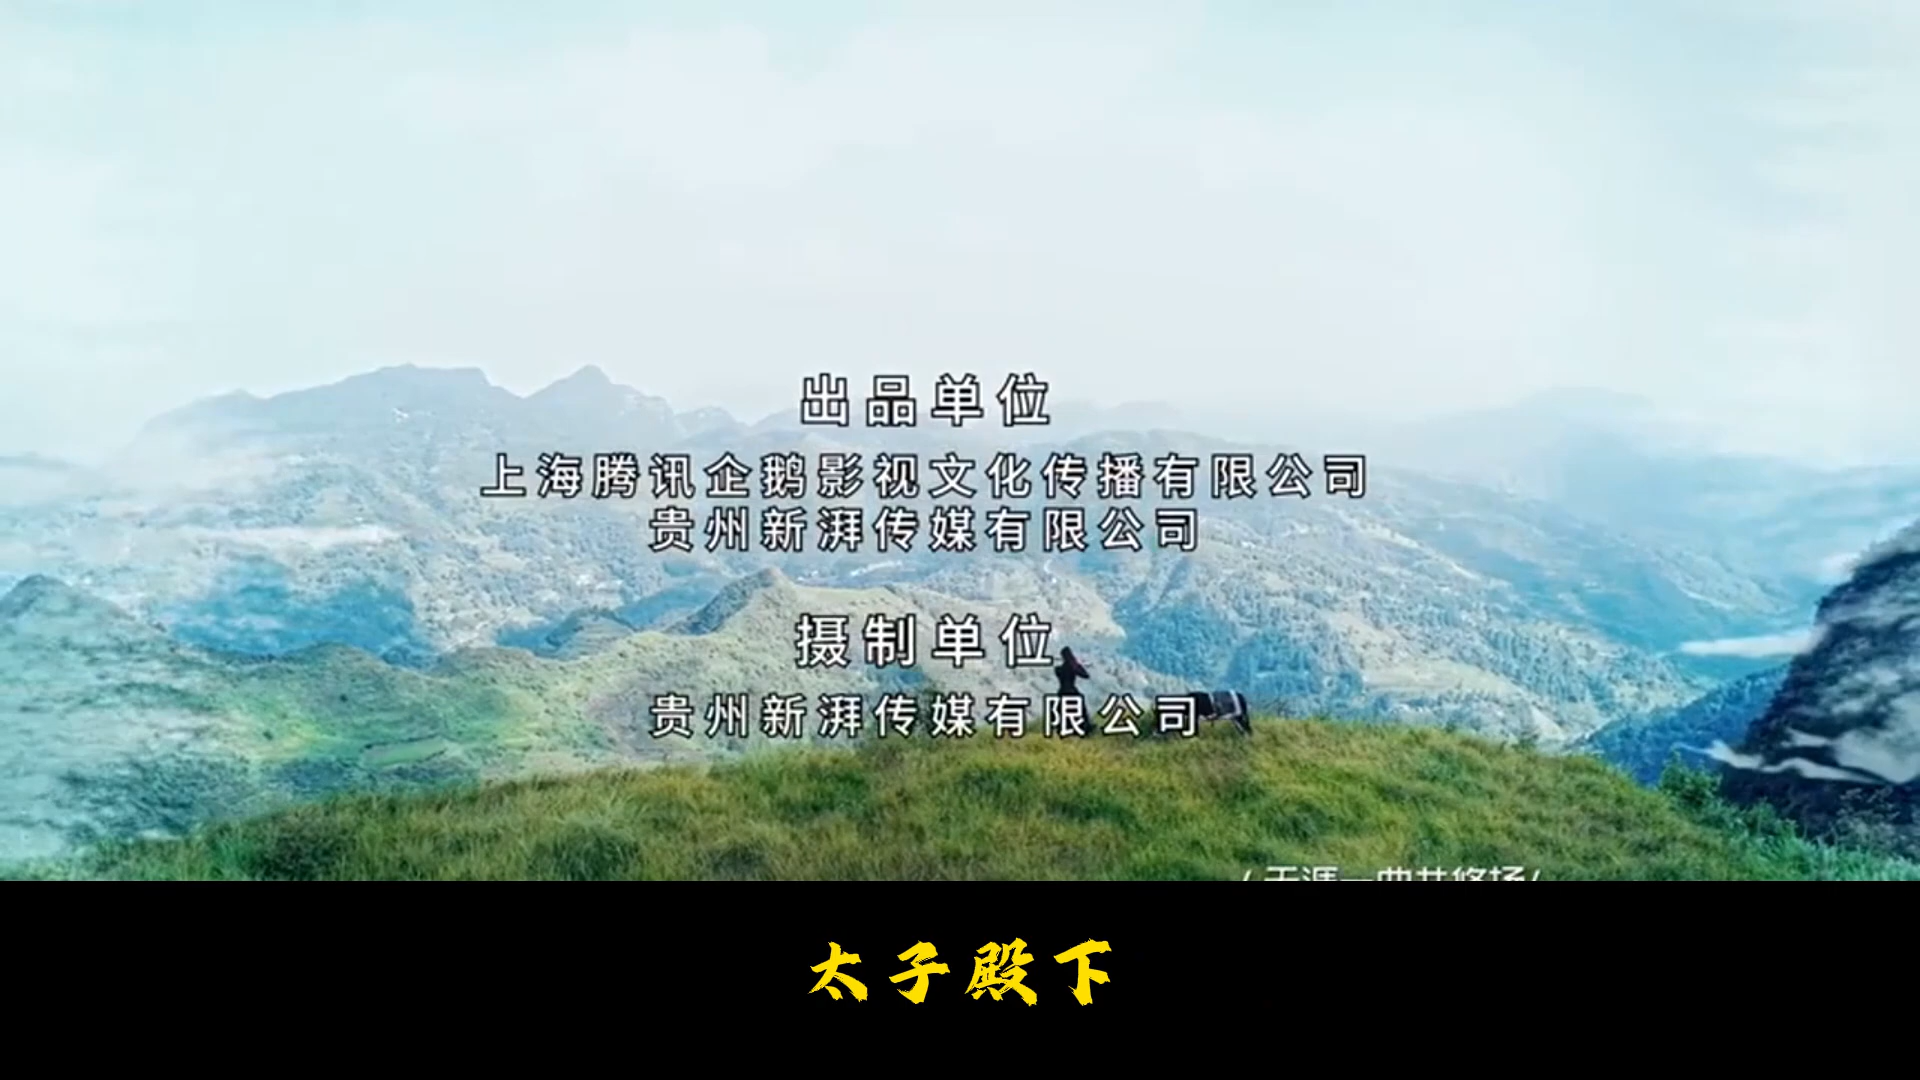 出品单位
上海腾讯企鹅影视文化传播有限公司
贵州新湃传媒有限公司
摄制单位
贵州新湃传媒有限公司
太子殿下